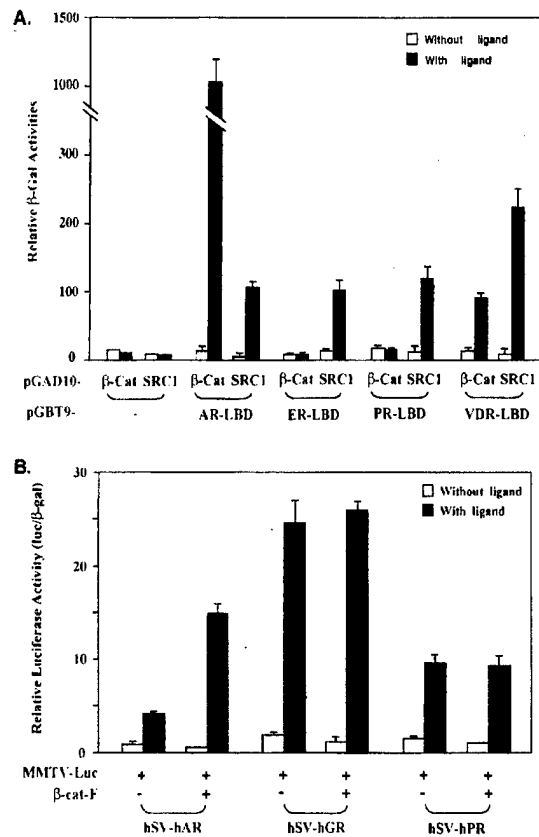 A.
1500
Without ligand
With ligand
1000
Relative β-Gal Activities
300
200
100
0
pGAD10- β-Cat SRC1 β-Cat SRC1 β-Cat SRC1 β-Cat SRC1 β-Cat SRC1
pGBT9- - AR-LBD ER-LBD PR-LBD VDR-LBD
B.
30
Without ligand
With ligand
Relative Luciferase Activity (luc/β-gal)
20
10
0
MMTV-Luc + + + + + +
β-cat-F - + - + - +
hSV-hAR hSV-hGR hSV-hPR